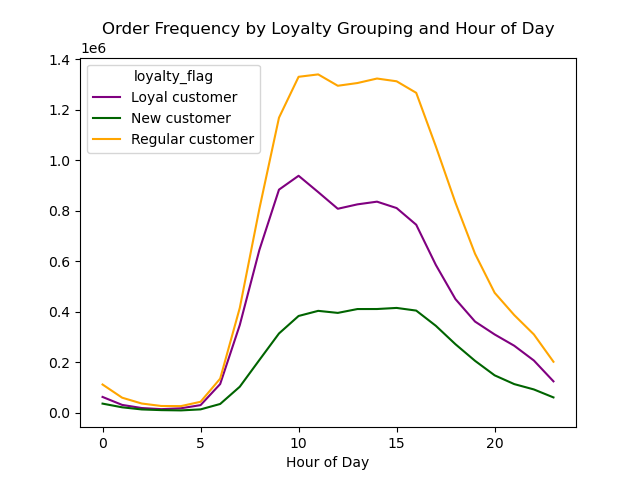 Order Frequency by Loyalty Grouping and Hour of Day
1e6
1.4
1.2
1.0
0.8
0.6
0.4
0.2
0.0
loyalty_flag
Loyal customer
New customer
Regular customer
0 5 10 15 20
Hour of Day